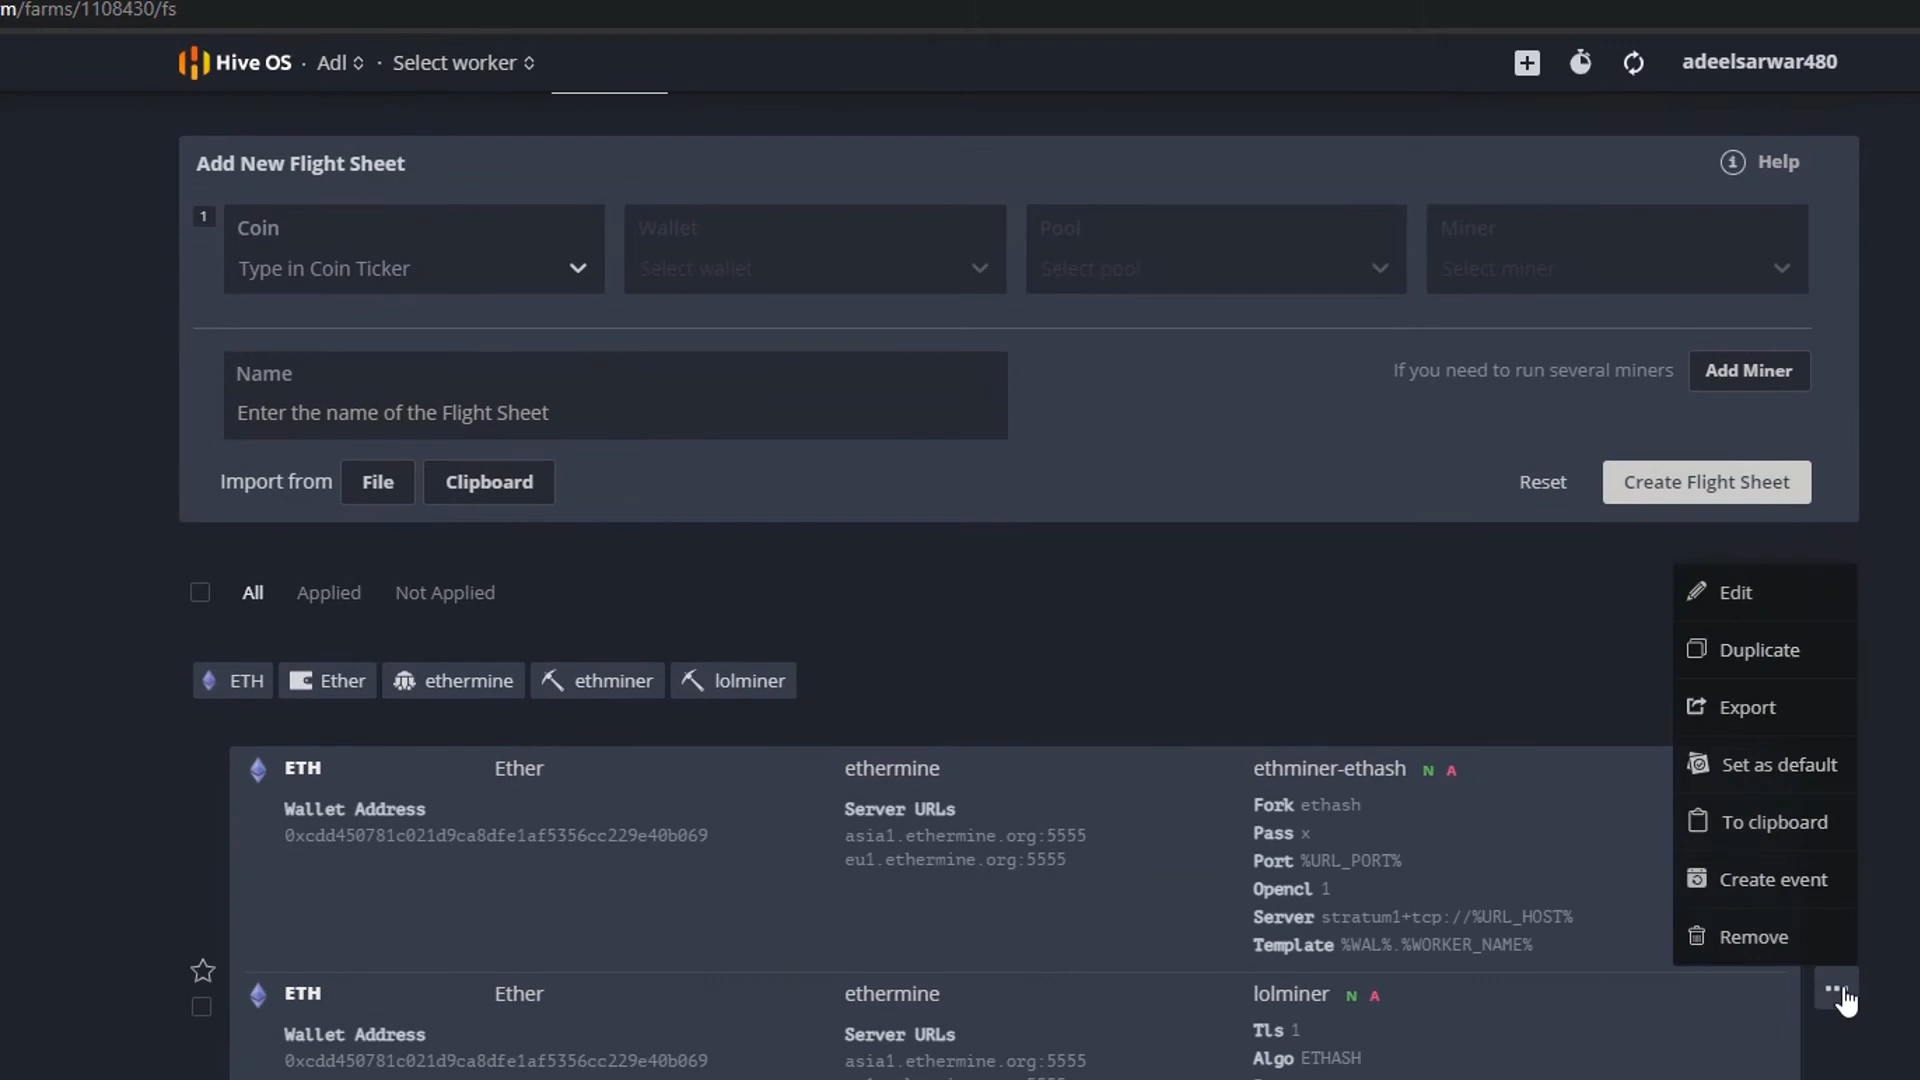 m/farms/1108430/fs
Hive OS · Adl · Select worker
adeelsarwar480
Add New Flight Sheet
Help
1
Coin
Type in Coin Ticker
Wallet
Select wallet
Pool
Select pool
Miner
Select miner
Name
Enter the name of the Flight Sheet
If you need to run several miners
Add Miner
Import from
File
Clipboard
Reset
Create Flight Sheet
All
Applied
Not Applied
Edit
Duplicate
Export
Set as default
To clipboard
Create event
Remove
ETH
Ether
ethermine
ethminer
lolminer
ETH
Ether
ethermine
ethminer-ethash N A
Wallet Address
0xcdd450781c021d9ca8dfe1af5356cc229e40b069
Server URLs
asia1.ethermine.org:5555
eu1.ethermine.org:5555
Fork ethash
Pass x
Port %URL_PORT%
Opencl 1
Server stratum1+tcp://%URL_HOST%
Template %WAL%.%WORKER_NAME%
ETH
Ether
ethermine
lolminer N A
Wallet Address
0xcdd450781c021d9ca8dfe1af5356cc229e40b069
Server URLs
asia1.ethermine.org:5555
Tls 1
Algo ETHASH